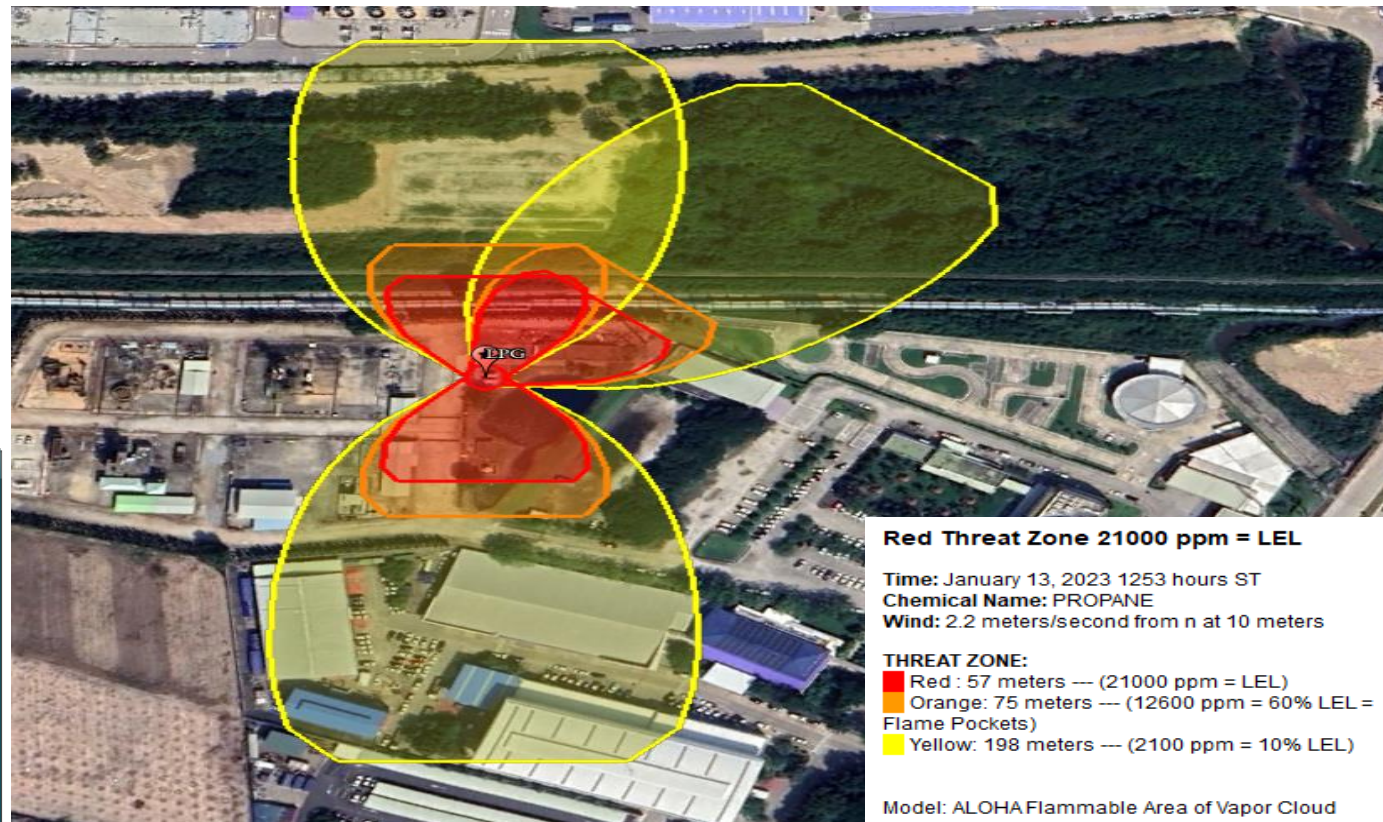 LPG
Red Threat Zone 21000 ppm = LEL
Time: January 13, 2023 1253 hours ST
Chemical Name: PROPANE
Wind: 2.2 meters/second from n at 10 meters
THREAT ZONE:
Red : 57 meters --- (21000 ppm = LEL)
Orange: 75 meters --- (12600 ppm = 60% LEL =
Flame Pockets)
Yellow: 198 meters --- (2100 ppm = 10% LEL)
Model: ALOHA Flammable Area of Vapor Cloud